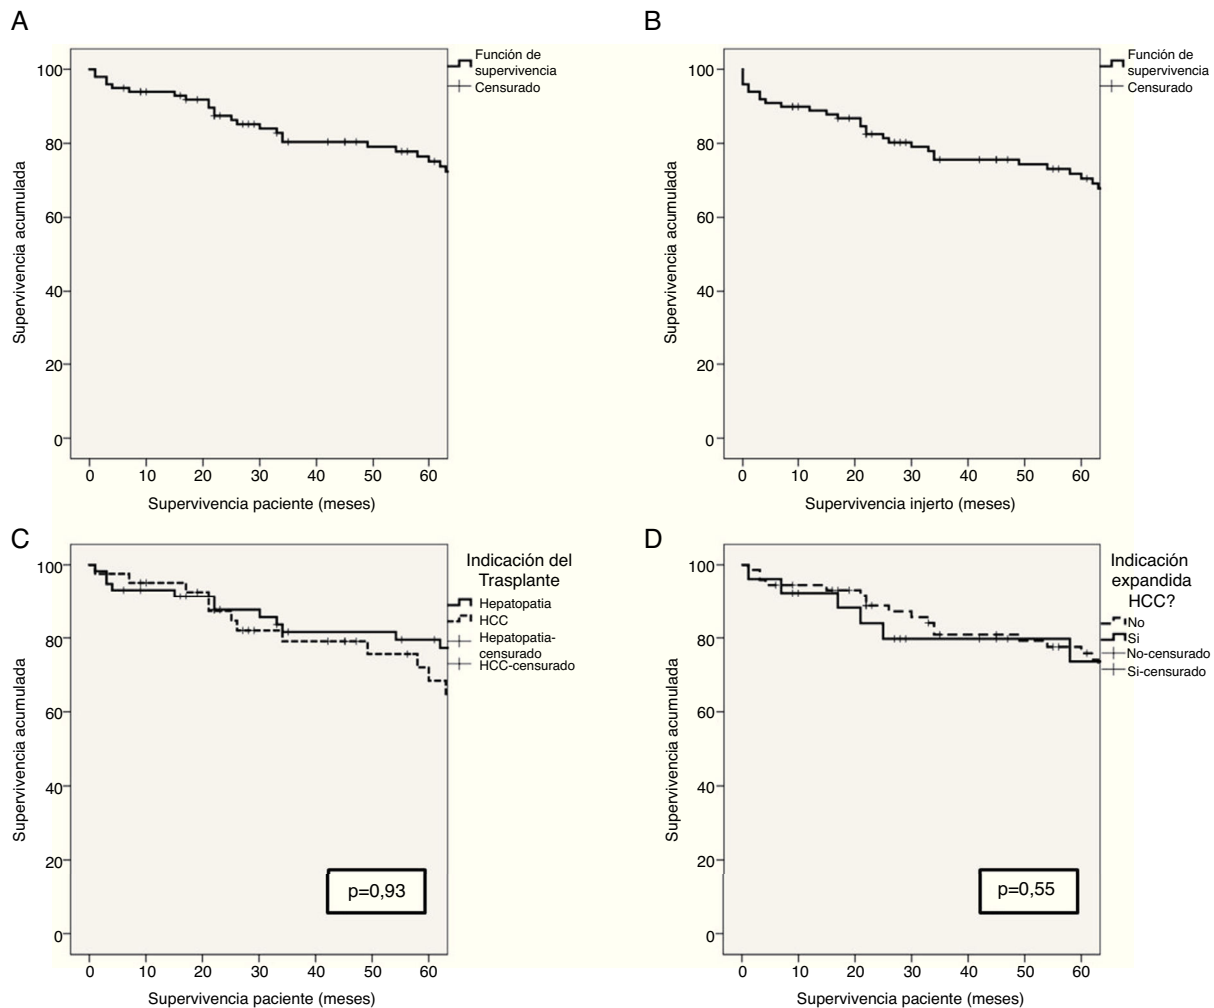 A
100
80
60
40
20
0
Supervivencia acumulada
0 10 20 30 40 50 60
Supervivencia paciente (meses)
Función de
supervivencia
Censurado
B
100
80
60
40
20
0
Supervivencia acumulada
0 10 20 30 40 50 60
Supervivencia injerto (meses)
Función de
supervivencia
Censurado
C
100
80
60
40
20
0
Supervivencia acumulada
0 10 20 30 40 50 60
Supervivencia paciente (meses)
p=0,93
Indicación del
Trasplante
Hepatopatia
HCC
Hepatopatia-
censurado
HCC-censurado
D
100
80
60
40
20
0
Supervivencia acumulada
0 10 20 30 40 50 60
Supervivencia paciente (meses)
p=0,55
Indicación
expandida
HCC?
No
Si
No-censurado
Si-censurado